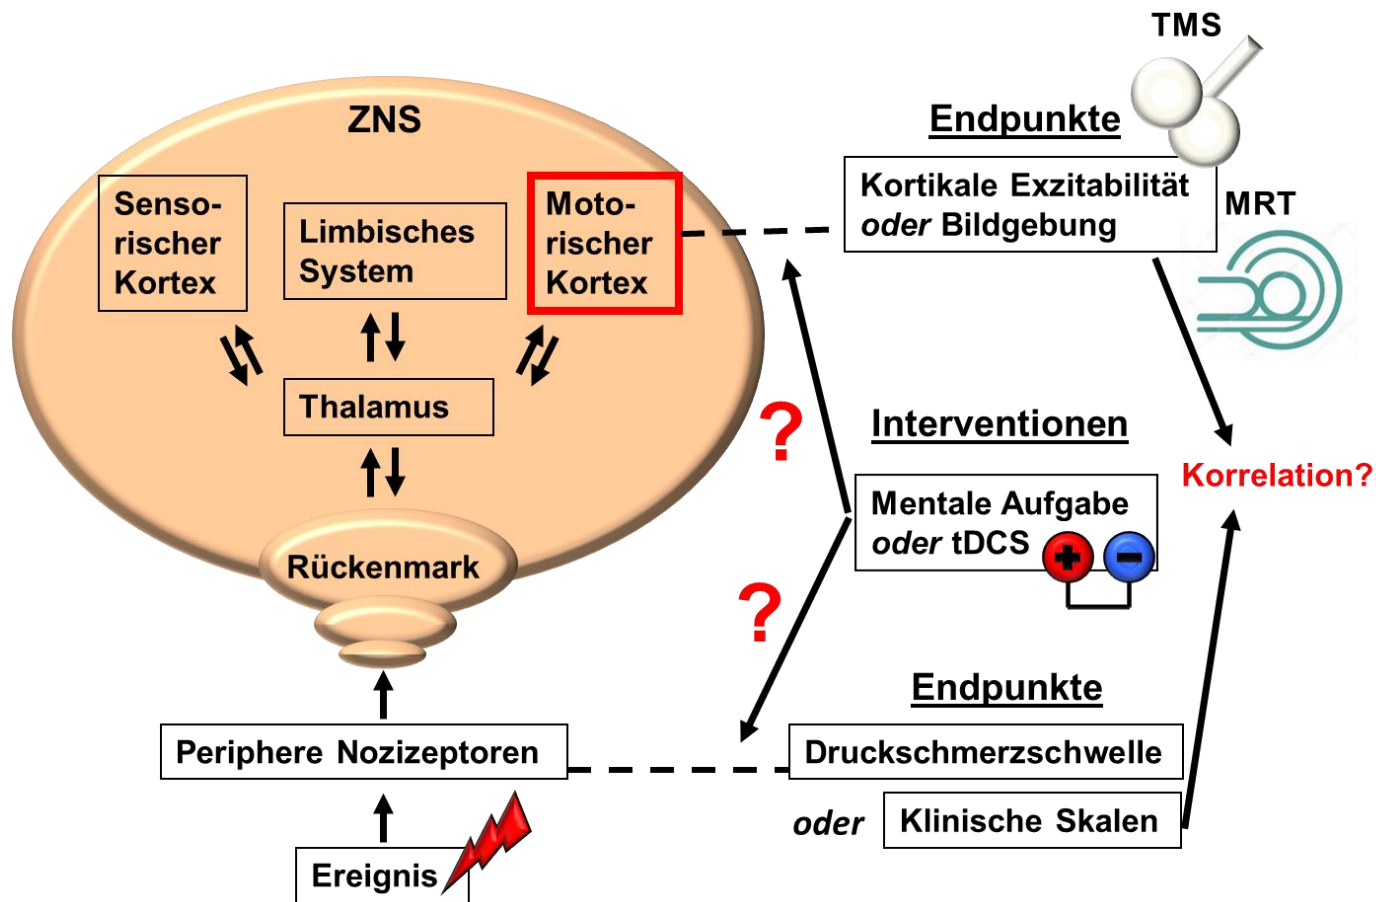 TMS
ZNS
Endpunkte
Kortikale Exzitabilität
oder Bildgebung
MRT
Senso-
rischer
Kortex
Limbisches
System
Moto-
rischer
Kortex
Thalamus
?
Interventionen
Mentale Aufgabe
oder tDCS
+ −
Korrelation?
Rückenmark
?
Endpunkte
Periphere Nozizeptoren
Druckschmerzschwelle
oder Klinische Skalen
Ereignis